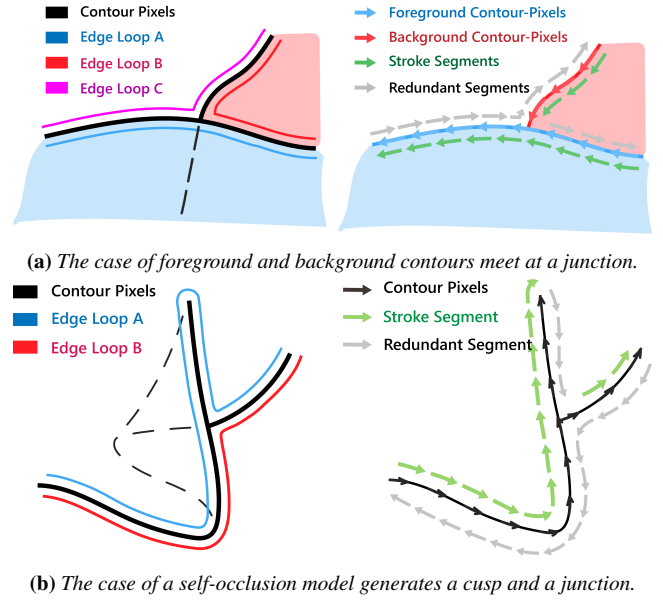 Contour Pixels
Edge Loop A
Edge Loop B
Edge Loop C
Foreground Contour-Pixels
Background Contour-Pixels
Stroke Segments
Redundant Segments
(a) The case of foreground and background contours meet at a junction.
Contour Pixels
Edge Loop A
Edge Loop B
Contour Pixels
Stroke Segment
Redundant Segment
(b) The case of a self-occlusion model generates a cusp and a junction.